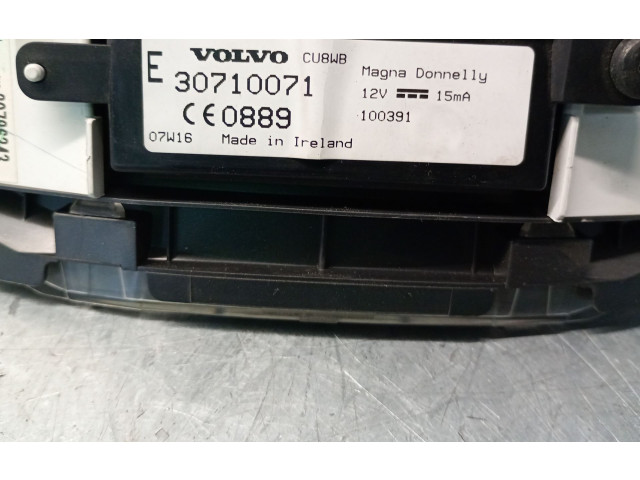 VOLVO CU8WB
E 30710071
CE0889
07W16 Made in Ireland
Magna Donnelly
12V 15mA
100391